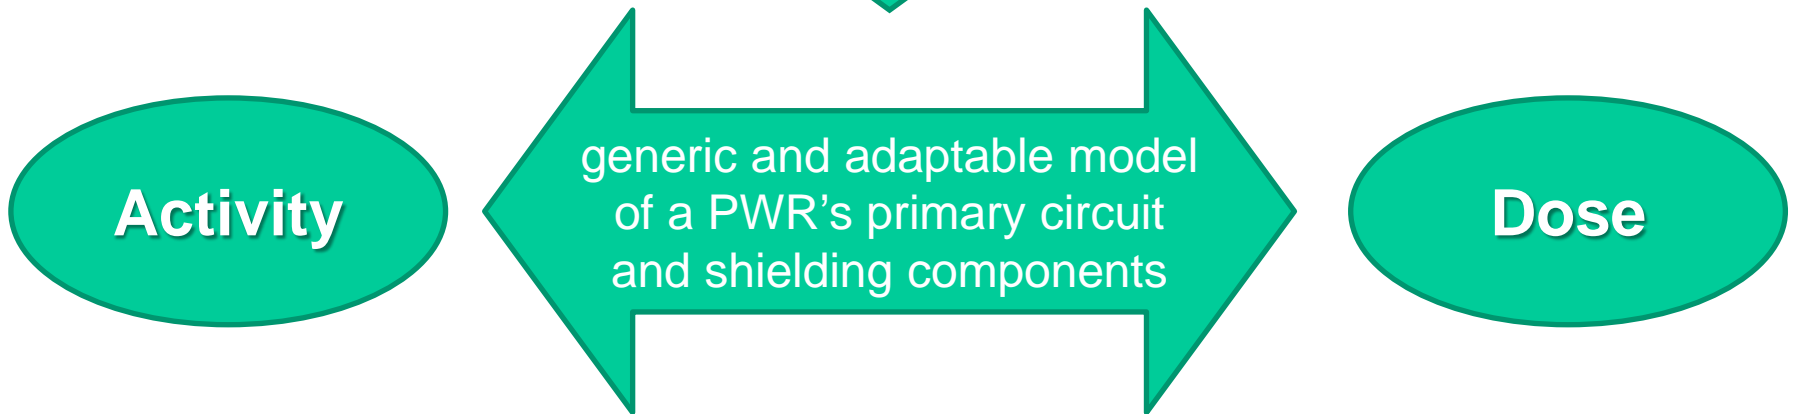 Activity
generic and adaptable model
of a PWR’s primary circuit
and shielding components
Dose